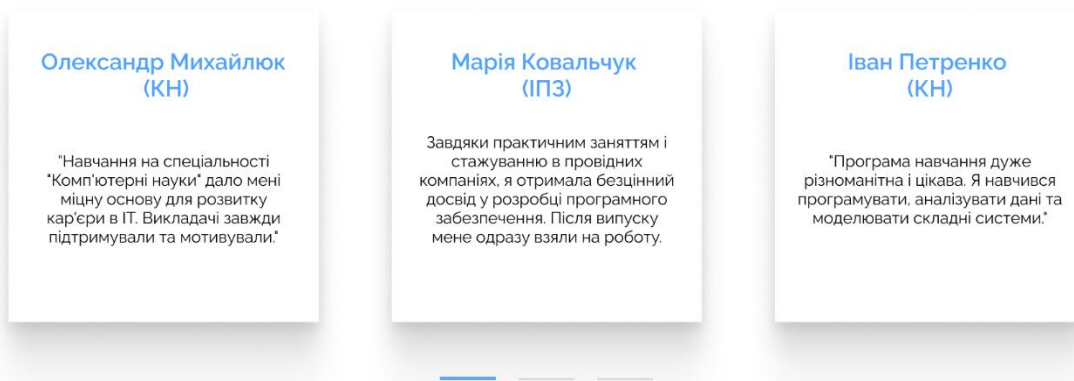 Олександр Михайлюк
(КН)
"Навчання на спеціальності
"Комп'ютерні науки" дало мені
міцну основу для розвитку
кар'єри в ІТ. Викладачі завжди
підтримували та мотивували."
Марія Ковальчук
(ІПЗ)
Завдяки практичним заняттям і
стажуванню в провідних
компаніях, я отримала безцінний
досвід у розробці програмного
забезпечення. Після випуску
мене одразу взяли на роботу.
Іван Петренко
(КН)
"Програма навчання дуже
різноманітна і цікава. Я навчився
програмувати, аналізувати дані та
моделювати складні системи."